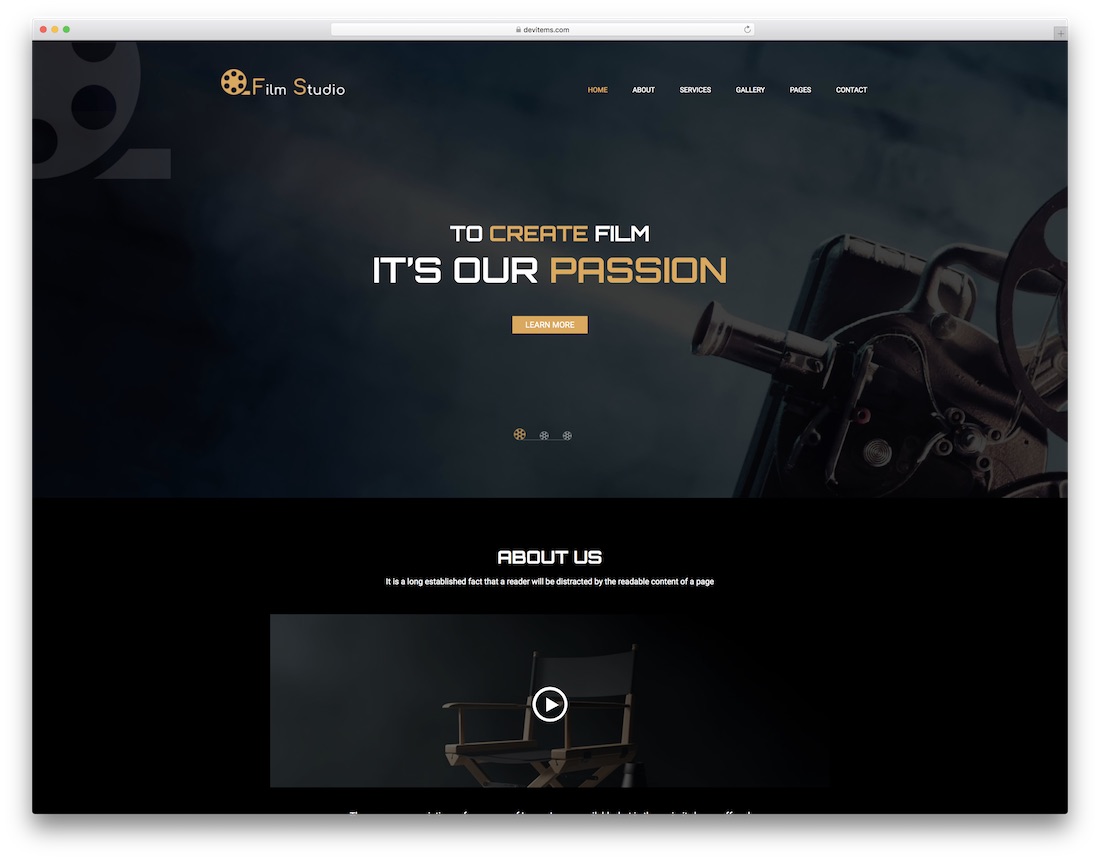 devitems.com
Film Studio
HOME ABOUT SERVICES GALLERY PAGES CONTACT
TO CREATE FILM
IT'S OUR PASSION
LEARN MORE
ABOUT US
It is a long established fact that a reader will be distracted by the readable content of a page